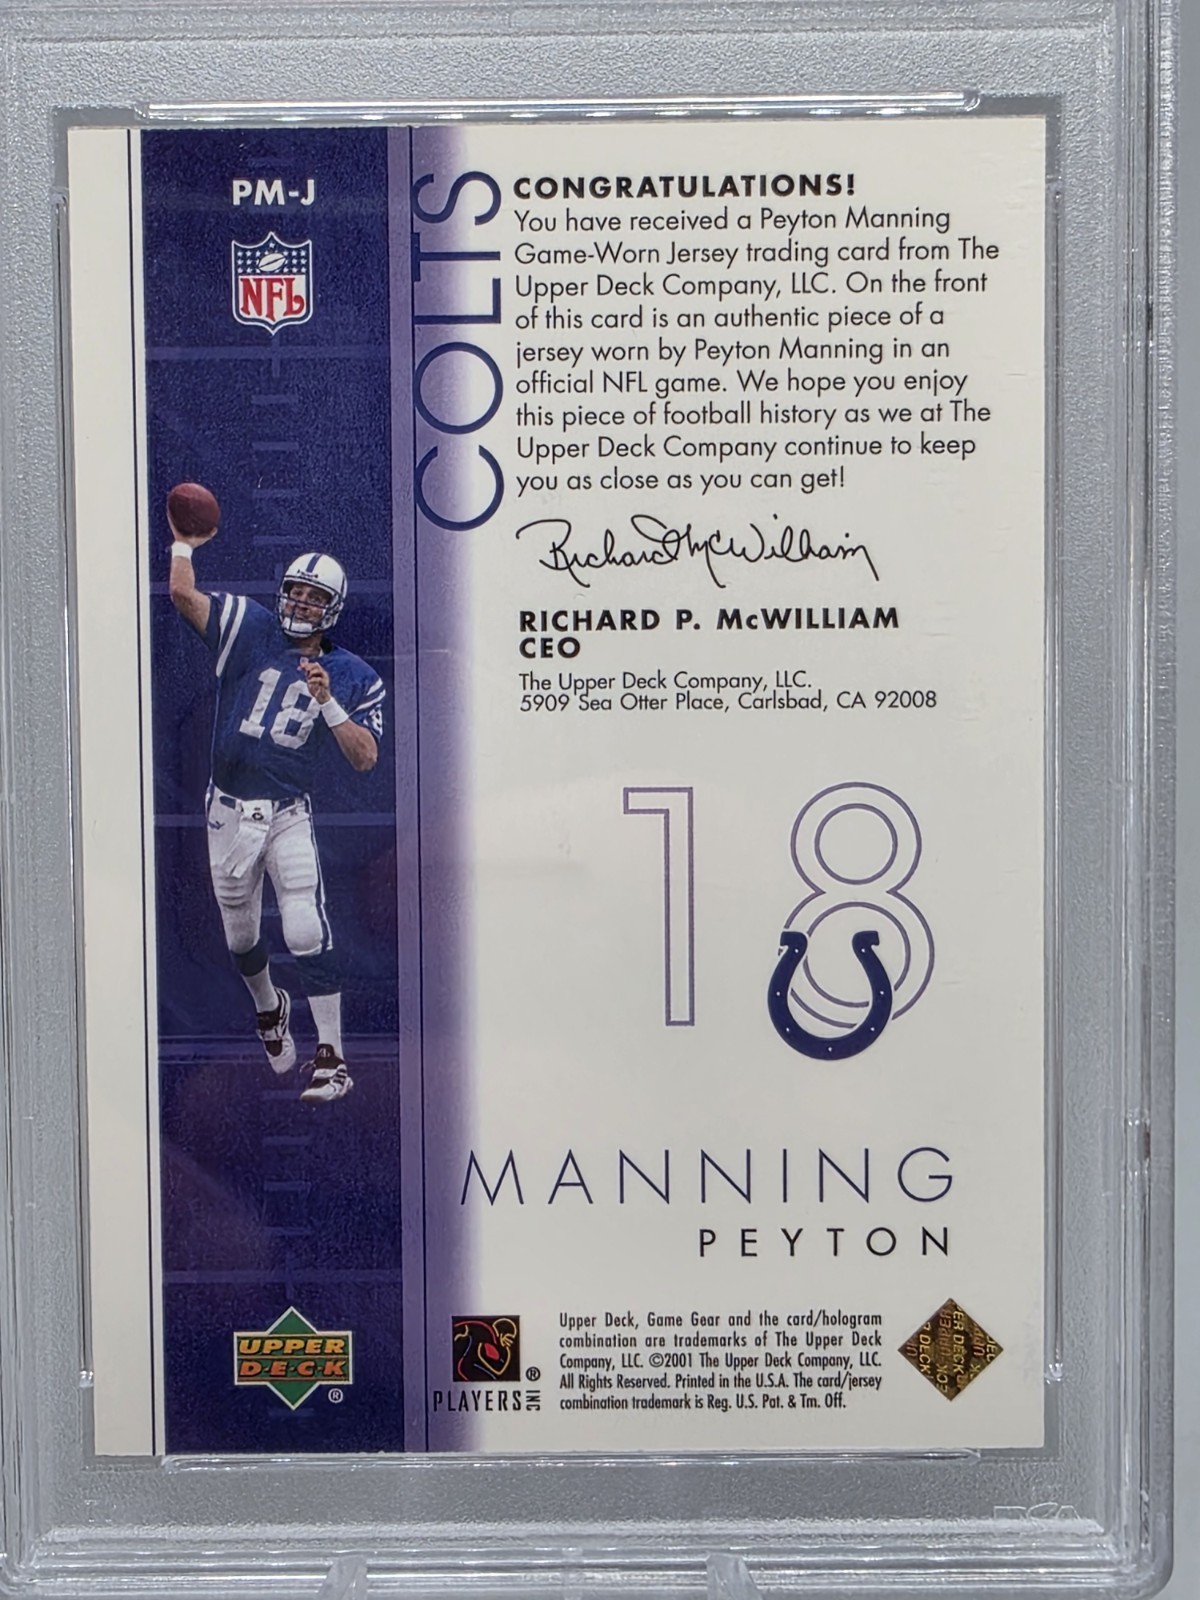 PM-J
NFL
COLTS
CONGRATULATIONS!
You have received a Peyton Manning
Game-Worn Jersey trading card from The
Upper Deck Company, LLC. On the front
of this card is an authentic piece of a
jersey worn by Peyton Manning in an
official NFL game. We hope you enjoy
this piece of football history as we at The
Upper Deck Company continue to keep
you as close as you can get!
Richard McWilliam
RICHARD P. McWILLIAM
CEO
The Upper Deck Company, LLC.
5909 Sea Otter Place, Carlsbad, CA 92008
18
18
MANNING
PEYTON
UPPER
DECK
®
®
PLAYERS INC
Upper Deck, Game Gear and the card/hologram
combination are trademarks of The Upper Deck
Company, LLC. ©2001 The Upper Deck Company, LLC.
All Rights Reserved. Printed in the U.S.A. The card/jersey
combination trademark is Reg. U.S. Pat. & Tm. Off.
PSA